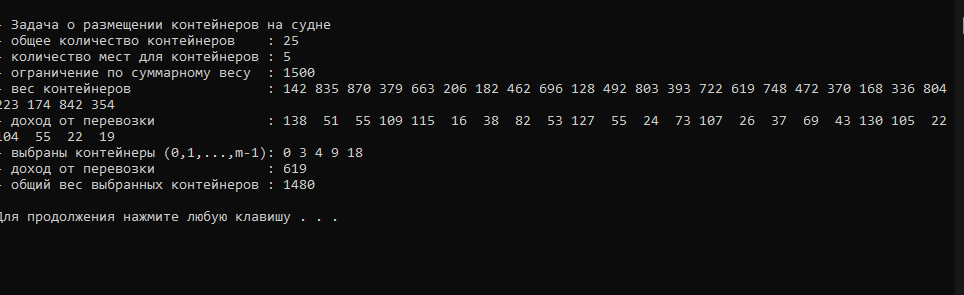 - Задача о размещении контейнеров на судне
- общее количество контейнеров : 25
- количество мест для контейнеров : 5
- ограничение по суммарному весу : 1500
- вес контейнеров : 142 835 870 379 663 206 182 462 696 128 492 803 393 722 619 748 472 370 168 336 804
223 174 842 354
- доход от перевозки : 138 51 55 109 115 16 38 82 53 127 55 24 73 107 26 37 69 43 130 105 22
104 55 22 19
- выбраны контейнеры (0,1,...,m-1): 0 3 4 9 18
- доход от перевозки : 619
- общий вес выбранных контейнеров : 1480
Для продолжения нажмите любую клавишу . . .